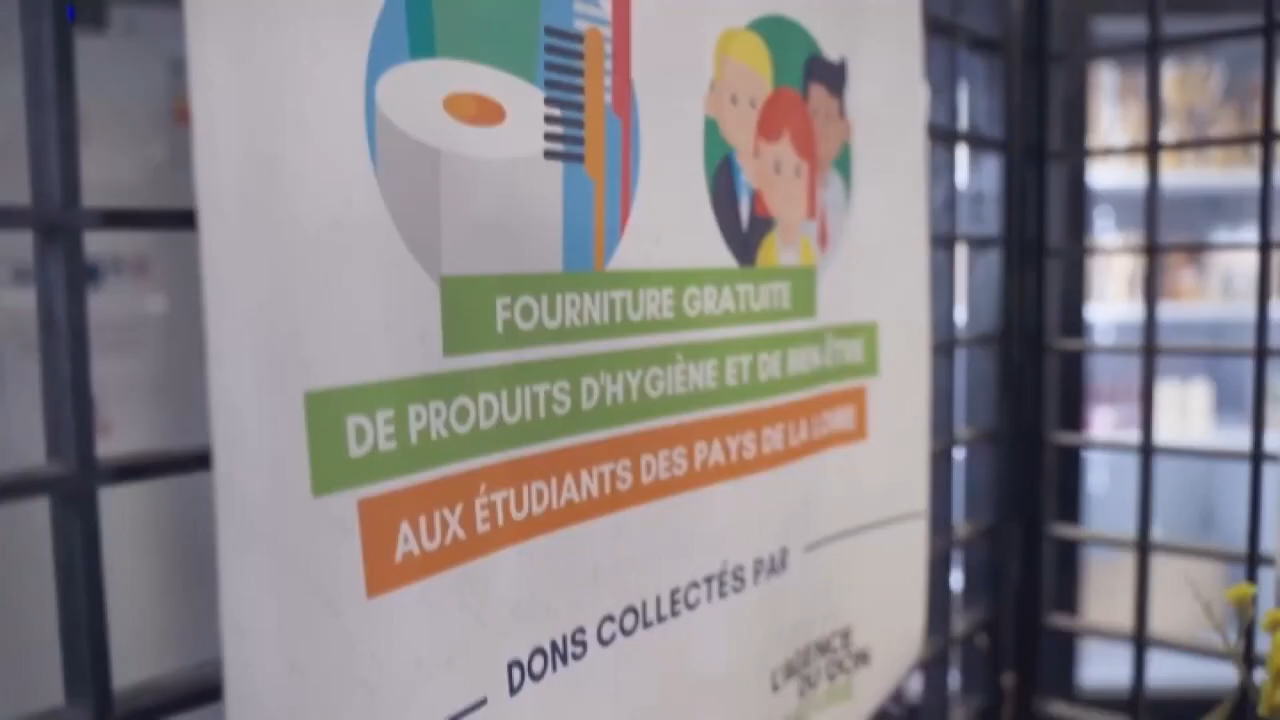 FOURNITURE GRATUITE
DE PRODUITS D'HYGIÈNE ET DE BIEN-ÊTRE
AUX ÉTUDIANTS DES PAYS DE LA LOIRE
DONS COLLECTÉS PAR
L'AGENCE
DU DON